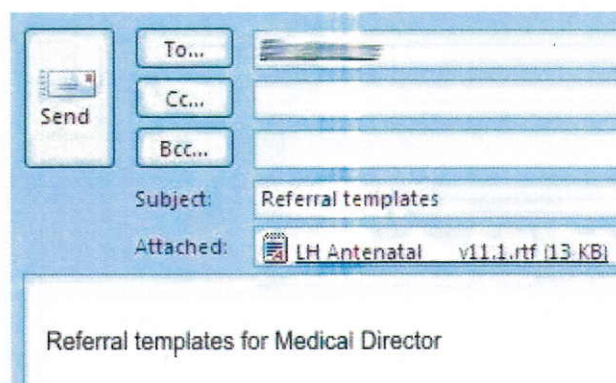 To...
Cc...
Send
Bcc...
Subject: Referral templates
Attached: LH Antenatal v11.1.rtf (13 KB)
Referral templates for Medical Director